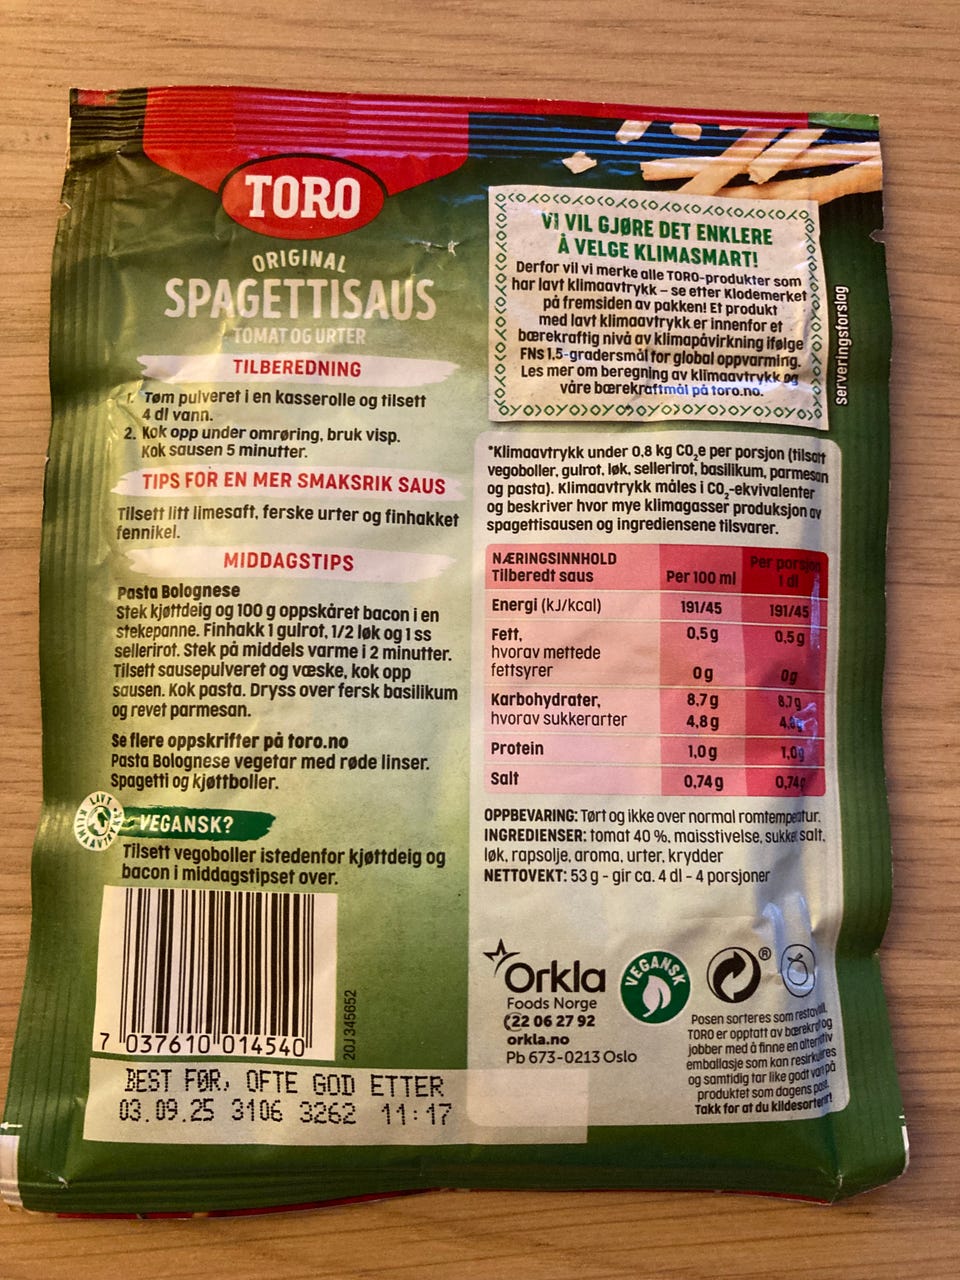 TORO
ORIGINAL
SPAGETTISAUS
TOMAT OG URTER
TILBEREDNING
1. Tøm pulveret i en kasserolle og tilsett
4 dl vann.
2. Kok opp under omrøring, bruk visp.
Kok sausen 5 minutter.
TIPS FOR EN MER SMAKSRIK SAUS
Tilsett litt limesaft, ferske urter og finhakket
fennikel.
MIDDAGSTIPS
Pasta Bolognese
Stek kjøttdeig og 100 g oppskåret bacon i en
stekepanne. Finhakk 1 gulrot, 1/2 løk og 1 ss
sellerirot. Stek på middels varme i 2 minutter.
Tilsett sausepulveret og væske, kok opp
sausen. Kok pasta. Dryss over fersk basilikum
og revet parmesan.
Se flere oppskrifter på toro.no
Pasta Bolognese vegetar med røde linser.
Spagetti og kjøttboller.
LAVT KLIMAAVTRYKK
VEGANSK?
Tilsett vegoboller istedenfor kjøttdeig og
bacon i middagstipset over.
7 037610 014540
20J345652
BEST FØR, OFTE GOD ETTER
03.09.25 3106 3262 11:17
VI VIL GJØRE DET ENKLERE
Å VELGE KLIMASMART!
Derfor vil vi merke alle TORO-produkter som
har lavt klimaavtrykk – se etter Klodemerket
på fremsiden av pakken! Et produkt
med lavt klimaavtrykk er innenfor et
bærekraftig nivå av klimapåvirkning ifølge
FNs 1,5-gradersmål for global oppvarming.
Les mer om beregning av klimaavtrykk og
våre bærekraftmål på toro.no.
Serveringsforslag
*Klimaavtrykk under 0,8 kg CO₂e per porsjon (tilsatt
vegoboller, gulrot, løk, sellerirot, basilikum, parmesan
og pasta). Klimaavtrykk måles i CO₂-ekvivalenter
og beskriver hvor mye klimagasser produksjon av
spagettisausen og ingrediensene tilsvarer.
NÆRINGSINNHOLD
Tilberedt saus Per 100 ml Per porsjon 1 dl
Energi (kJ/kcal) 191/45 191/45
Fett, 0,5 g 0,5 g
hvorav mettede
fettsyrer 0 g 0 g
Karbohydrater, 8,7 g 8,7 g
hvorav sukkerarter 4,8 g 4,8 g
Protein 1,0 g 1,0 g
Salt 0,74 g 0,74 g
OPPBEVARING: Tørt og ikke over normal romtemperatur.
INGREDIENSER: tomat 40 %, maisstivelse, sukker, salt,
løk, rapsolje, aroma, urter, krydder
NETTOVEKT: 53 g - gir ca. 4 dl - 4 porsjoner
Orkla
Foods Norge
22 06 27 92
orkla.no
Pb 673-0213 Oslo
VEGANSK
®
Posen sorteres som restavfall.
TORO er opptatt av bærekraft og
jobber med å finne en alternativ
emballasje som kan resirkuleres
og samtidig tar like godt vare på
produktet som dagens pose.
Takk for at du kildesorterer!